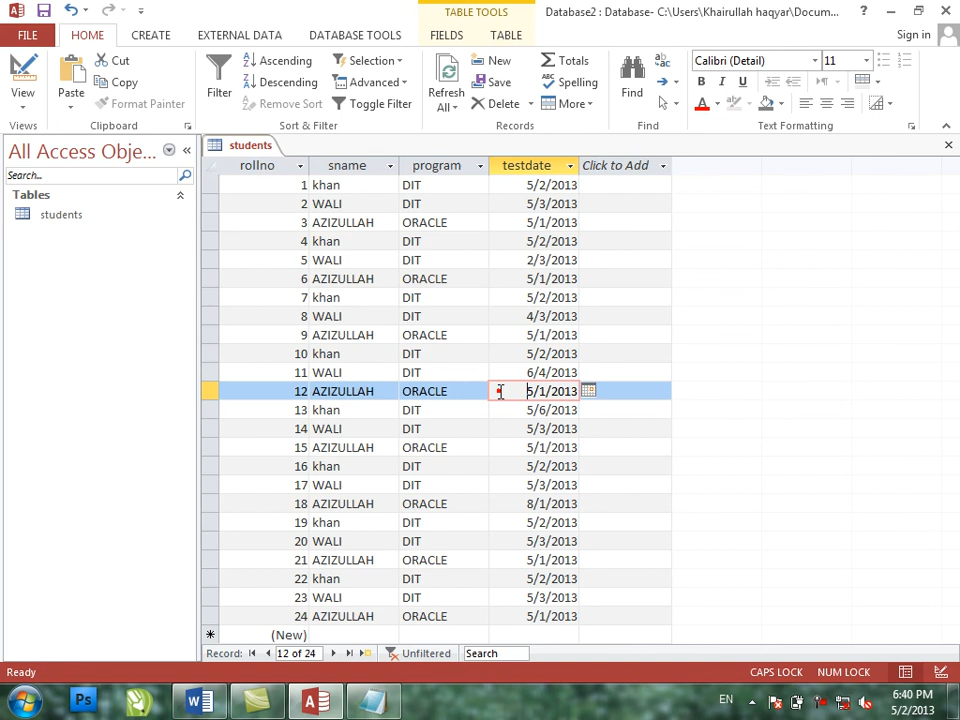 TABLE TOOLS
Database2 : Database- C:\Users\Khairullah haqyar\Docum...
FILE HOME CREATE EXTERNAL DATA DATABASE TOOLS FIELDS TABLE Sign in
View
Paste
Cut
Copy
Format Painter
Filter
Ascending
Descending
Remove Sort
Selection
Advanced
Toggle Filter
Refresh
All
New
Save
Delete
Totals
Spelling
More
Find
Calibri (Detail) 11
B I U
Views Clipboard Sort & Filter Records Find Text Formatting
All Access Obje...
Search...
Tables
students
students
rollno sname program testdate Click to Add
1 khan DIT 5/2/2013
2 WALI DIT 5/3/2013
3 AZIZULLAH ORACLE 5/1/2013
4 khan DIT 5/2/2013
5 WALI DIT 2/3/2013
6 AZIZULLAH ORACLE 5/1/2013
7 khan DIT 5/2/2013
8 WALI DIT 4/3/2013
9 AZIZULLAH ORACLE 5/1/2013
10 khan DIT 5/2/2013
11 WALI DIT 6/4/2013
12 AZIZULLAH ORACLE 5/1/2013
13 khan DIT 5/6/2013
14 WALI DIT 5/3/2013
15 AZIZULLAH ORACLE 5/1/2013
16 khan DIT 5/2/2013
17 WALI DIT 5/3/2013
18 AZIZULLAH ORACLE 8/1/2013
19 khan DIT 5/2/2013
20 WALI DIT 5/3/2013
21 AZIZULLAH ORACLE 5/1/2013
22 khan DIT 5/2/2013
23 WALI DIT 5/3/2013
24 AZIZULLAH ORACLE 5/1/2013
(New)
Record: 12 of 24 Unfiltered Search
Ready CAPS LOCK NUM LOCK
Ps
EN
6:40 PM
5/2/2013